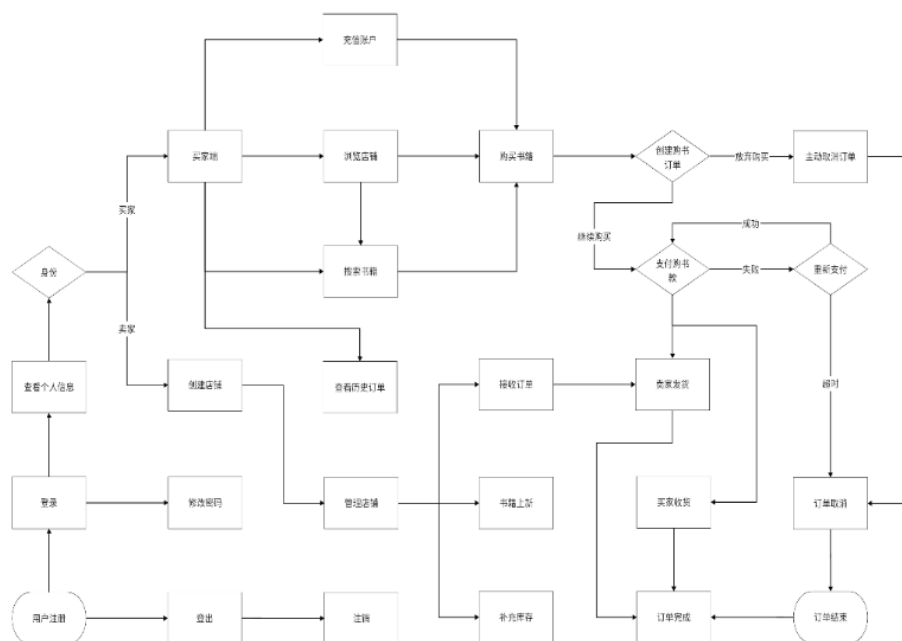 充值账户
买家端
浏览店铺
购买书籍
创建购书
订单
放弃购买
主动取消订单
买家
继续购买
成功
身份
搜索书籍
支付购书
款
失败
重新支付
卖家
查看个人信息
创建店铺
查看历史订单
接收订单
卖家发货
超时
登录
修改密码
管理店铺
书籍上新
买家收货
订单取消
用户注册
登出
注销
补充库存
订单完成
订单结束